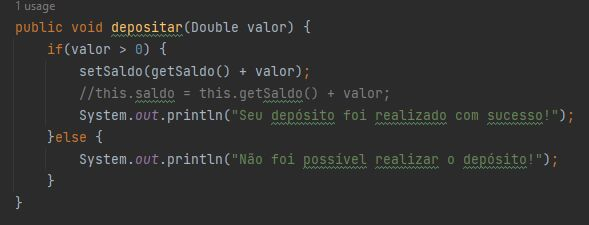 1 usage
public void depositar(Double valor) {
    if(valor > 0) {
        setSaldo(getSaldo() + valor);
        //this.saldo = this.getSaldo() + valor;
        System.out.println("Seu depósito foi realizado com sucesso!");
    }else {
        System.out.println("Não foi possível realizar o depósito!");
    }
}